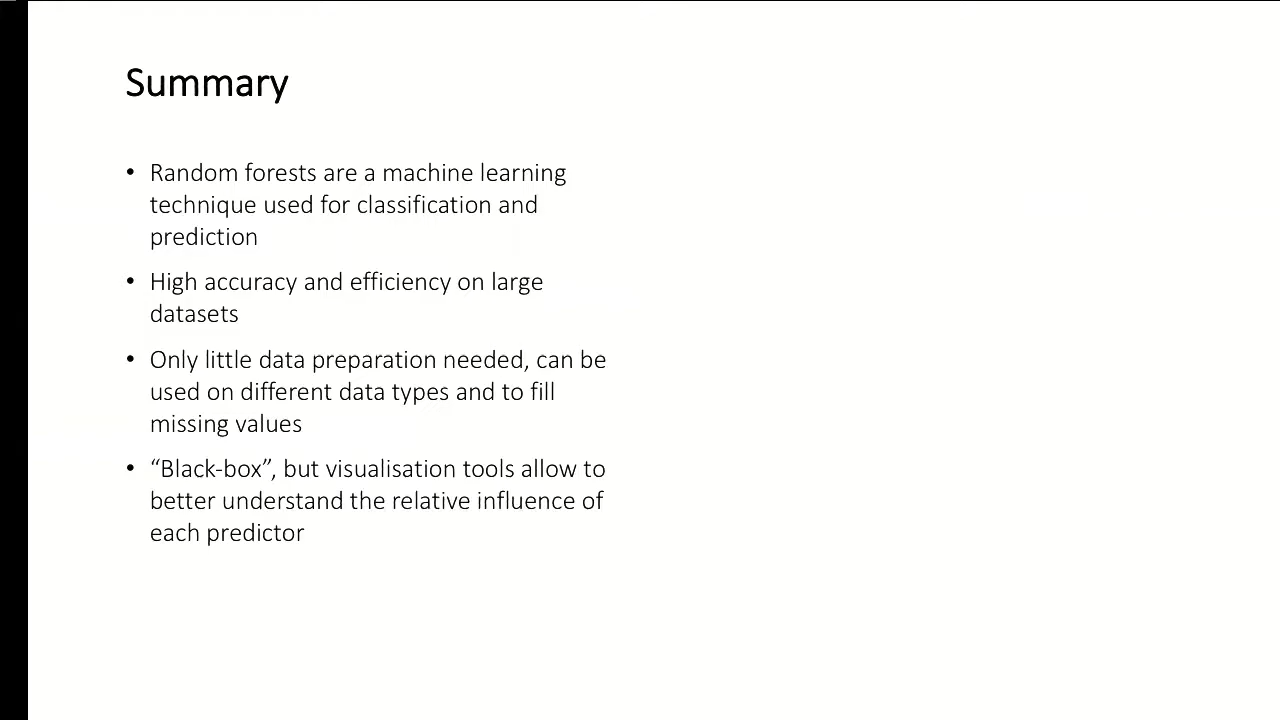 Summary
• Random forests are a machine learning
technique used for classification and
prediction
• High accuracy and efficiency on large
datasets
• Only little data preparation needed, can be
used on different data types and to fill
missing values
• “Black-box”, but visualisation tools allow to
better understand the relative influence of
each predictor